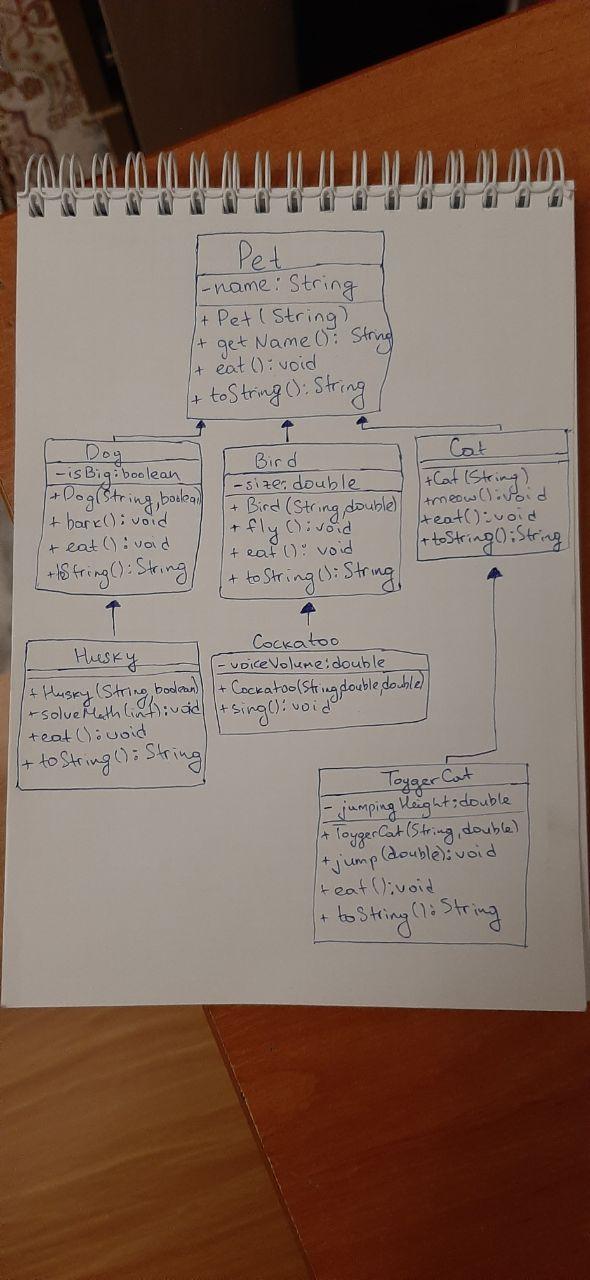 Pet
-name: String
+ Pet(String)
+ getName(): String
+ eat(): void
+ toString(): String
Dog
-isBig:boolean
+Dog(String,boolean)
+ bark(): void
+ eat(): void
+toString(): String
Bird
-size: double
+ Bird(String,double)
+ fly(): void
+ eat(): void
+ toString(): String
Cat
+Cat(String)
+meow():void
+eat():void
+toString():String
Husky
+ Husky(String,boolean)
+solveMath(int):void
+eat():void
+ toString(): String
Cockatoo
- voiceVolume:double
+ Cockatoo(String,double,double)
+sing():void
ToygerCat
- jumpingHeight:double
+ToygerCat(String,double)
+jump(double):void
+eat():void
+ toString():String